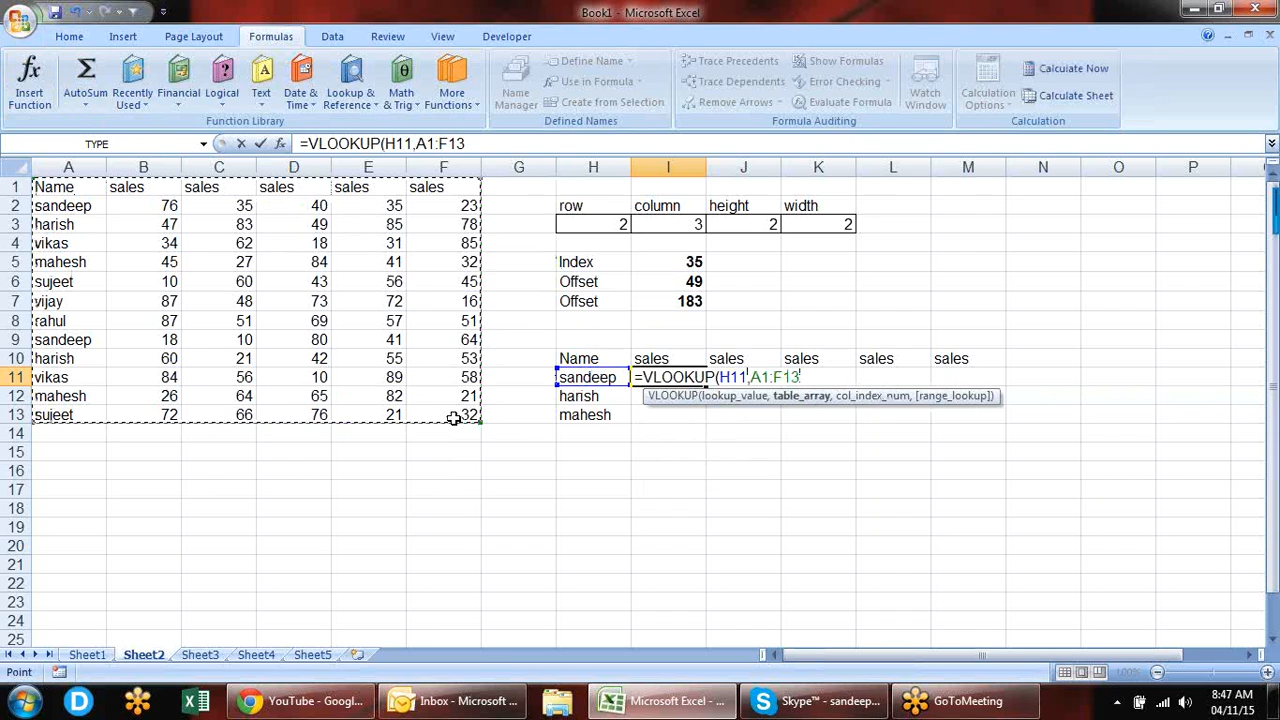 Book1 - Microsoft Excel
Home Insert Page Layout Formulas Data Review View Developer
fx Insert Function
Σ AutoSum
Recently Used
Financial
Logical
Text
Date & Time
Lookup & Reference
Math & Trig
More Functions
Function Library
Name Manager
Define Name
Use in Formula
Create from Selection
Defined Names
Trace Precedents
Trace Dependents
Remove Arrows
Show Formulas
Error Checking
Evaluate Formula
Formula Auditing
Watch Window
Calculation Options
Calculate Now
Calculate Sheet
Calculation
TYPE fx =VLOOKUP(H11,A1:F13
A B C D E F G H I J K L M N O P
1 Name sales sales sales sales sales
2 sandeep 76 35 40 35 23 row column height width
3 harish 47 83 49 85 78 2 3 2 2
4 vikas 34 62 18 31 85
5 mahesh 45 27 84 41 32 Index 35
6 sujeet 10 60 43 56 45 Offset 49
7 vijay 87 48 73 72 16 Offset 183
8 rahul 87 51 69 57 51
9 sandeep 18 10 80 41 64
10 harish 60 21 42 55 53 Name sales sales sales sales sales
11 vikas 84 56 10 89 58 sandeep =VLOOKUP(H11,A1:F13
12 mahesh 26 64 65 82 21 harish VLOOKUP(lookup_value, table_array, col_index_num, [range_lookup])
13 sujeet 72 66 76 21 32 mahesh
14
15
16
17
18
19
20
21
22
23
24
25
Sheet1 Sheet2 Sheet3 Sheet4 Sheet5
Point 100%
YouTube - Googl... Inbox - Microsoft ... Microsoft Excel - ... Skype™ - sandeep... GoToMeeting
8:47 AM
04/11/15